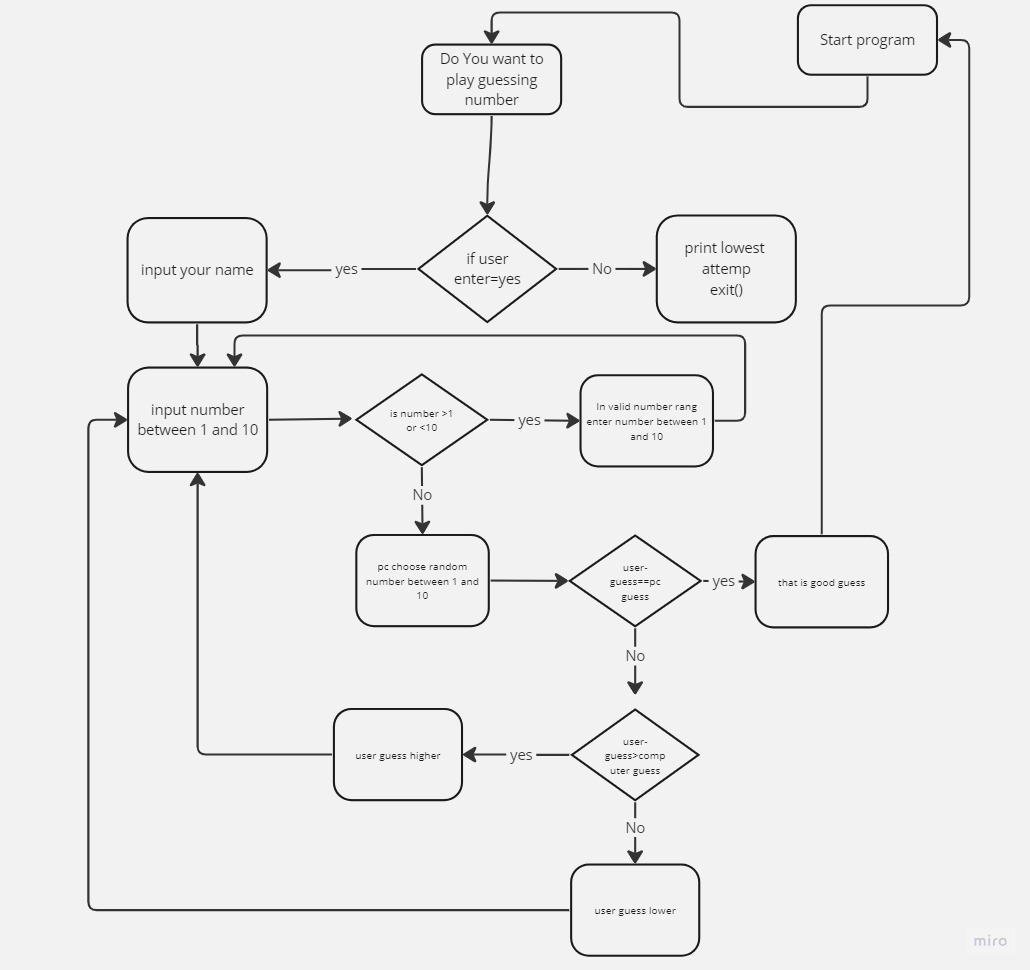 Start program
Do You want to
play guessing
number
if user
enter=yes
yes
No
input your name
print lowest
attemp
exit()
input number
between 1 and 10
is number >1
or <10
yes
In valid number rang
enter number between 1
and 10
No
pc choose random
number between 1 and
10
user-
guess==pc
guess
yes
that is good guess
No
user-
guess>comp
uter guess
yes
user guess higher
No
user guess lower
miro